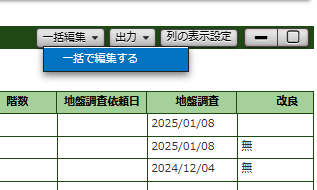 一括編集 出力 列の表示設定
一括で編集する
階数 地盤調査依頼日 地盤調査 改良
2025/01/08
2025/01/08 無
2024/12/04 無